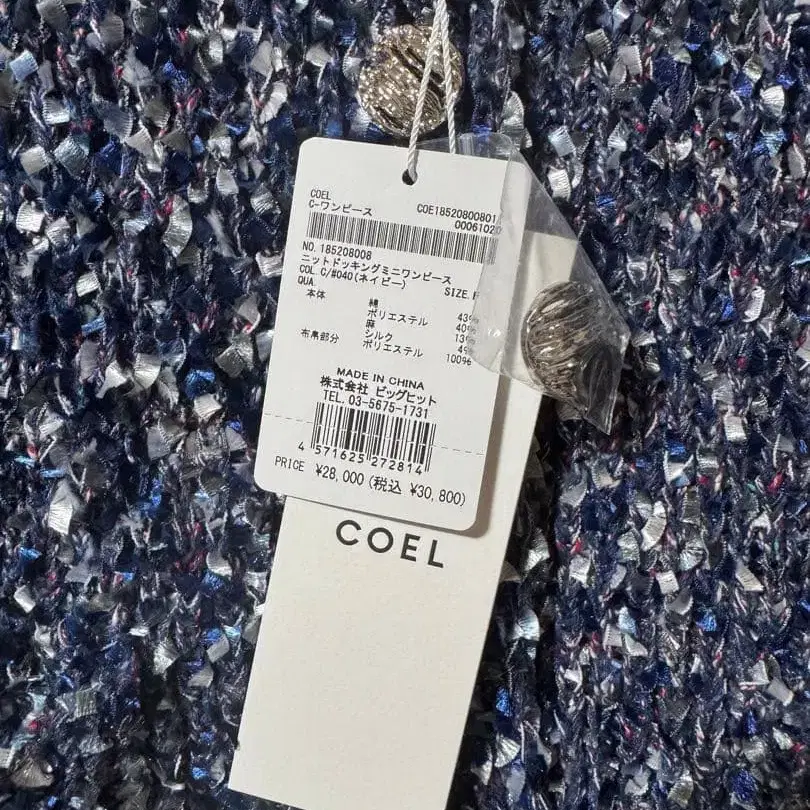 COEL
C-ワンピース COE18520800801
00061020
NO.185208008
ニットドッキングミニワンピース
COL.C/#040(ネイビー)
QUA. SIZE.F
本体 綿 43%
ポリエステル 40%
麻 13%
シルク 4%
布帛部分 ポリエステル 100%
MADE IN CHINA
株式会社 ビッグヒット
TEL.03-5675-1731
4 571625 272814
PRICE ¥28,000(税込 ¥30,800)
COEL